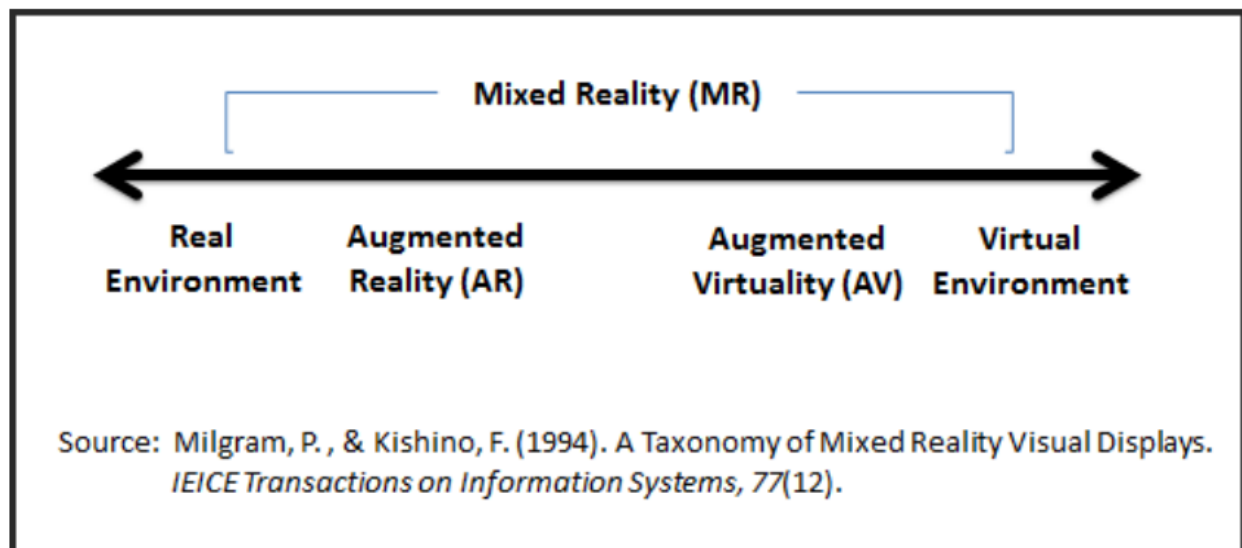 Mixed Reality (MR)
Real Environment
Augmented Reality (AR)
Augmented Virtuality (AV)
Virtual Environment
Source: Milgram, P. , & Kishino, F. (1994). A Taxonomy of Mixed Reality Visual Displays.
IEICE Transactions on Information Systems, 77(12).